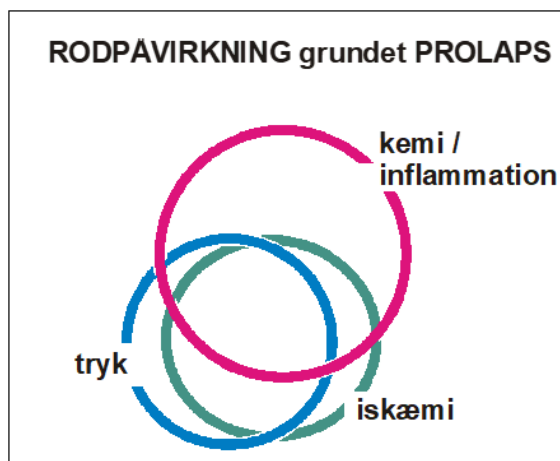 RODPÅVIRKNING grundet PROLAPS
kemi /
inflammation
tryk
iskæmi